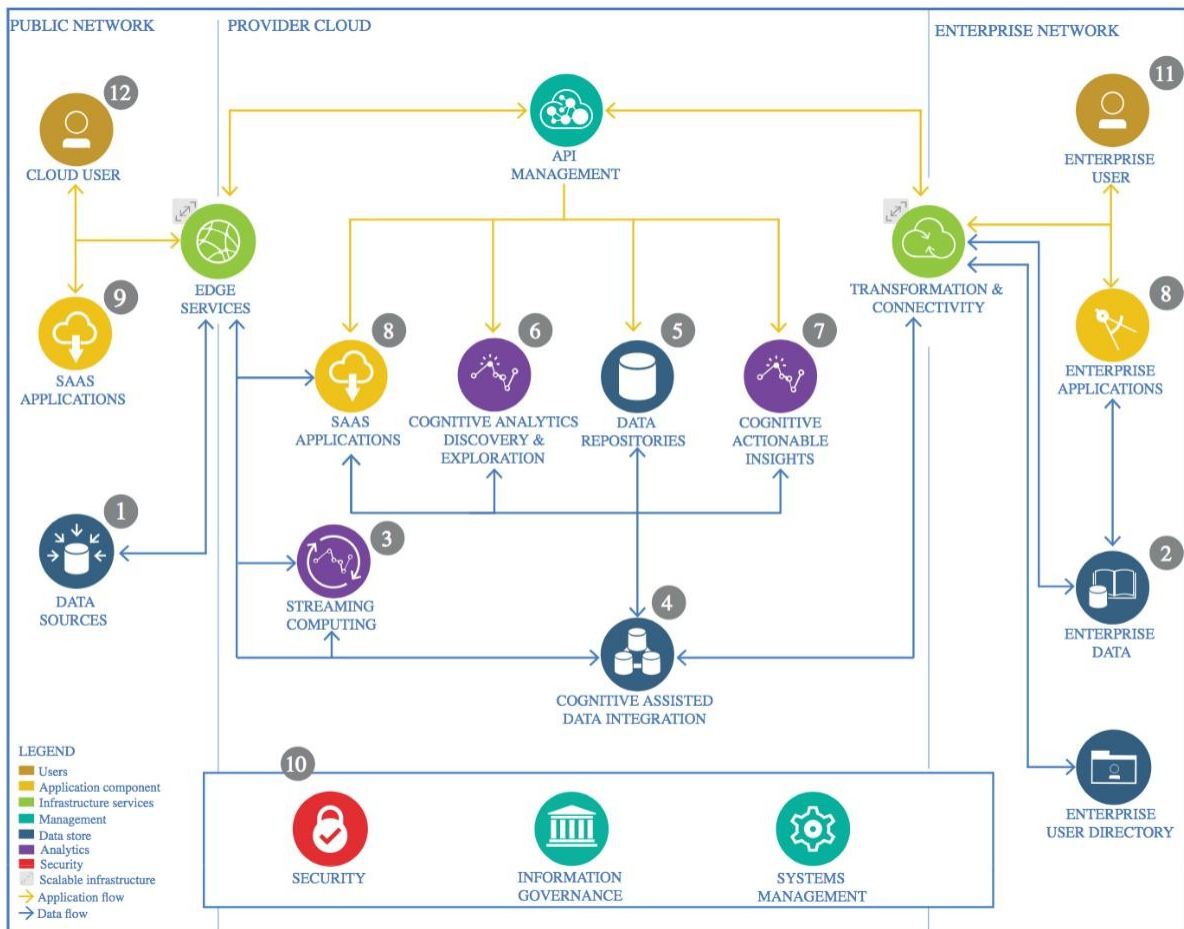 PUBLIC NETWORK
PROVIDER CLOUD
ENTERPRISE NETWORK
12
CLOUD USER
API
MANAGEMENT
11
ENTERPRISE
USER
EDGE
SERVICES
TRANSFORMATION &
CONNECTIVITY
9
SAAS
APPLICATIONS
8
SAAS
APPLICATIONS
6
COGNITIVE ANALYTICS
DISCOVERY &
EXPLORATION
5
DATA
REPOSITORIES
7
COGNITIVE
ACTIONABLE
INSIGHTS
8
ENTERPRISE
APPLICATIONS
1
DATA
SOURCES
3
STREAMING
COMPUTING
4
COGNITIVE ASSISTED
DATA INTEGRATION
2
ENTERPRISE
DATA
ENTERPRISE
USER DIRECTORY
LEGEND
Users
Application component
Infrastructure services
Management
Data store
Analytics
Security
Scalable infrastructure
Application flow
Data flow
10
SECURITY
INFORMATION
GOVERNANCE
SYSTEMS
MANAGEMENT